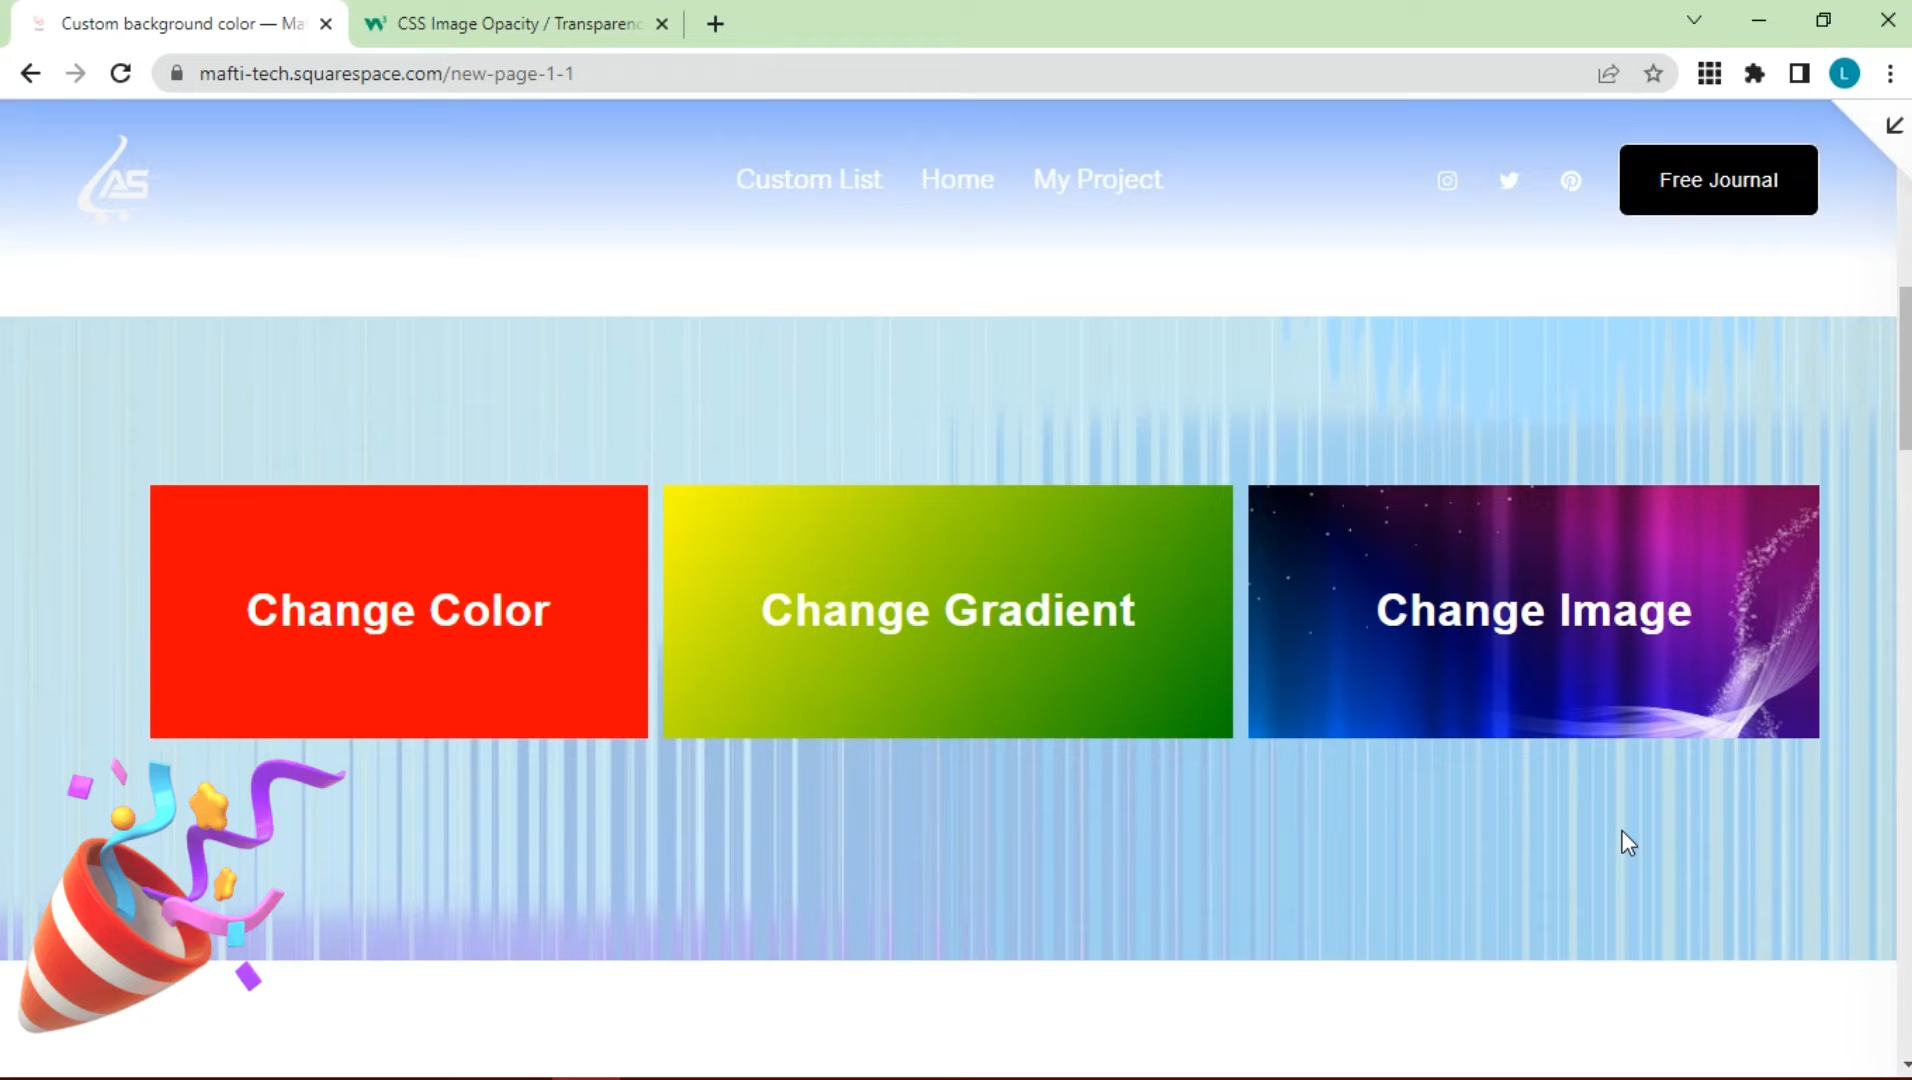 Custom background color — Ma
CSS Image Opacity / Transparenc
mafti-tech.squarespace.com/new-page-1-1
L
AS
Custom List Home My Project
Free Journal
Change Color
Change Gradient
Change Image